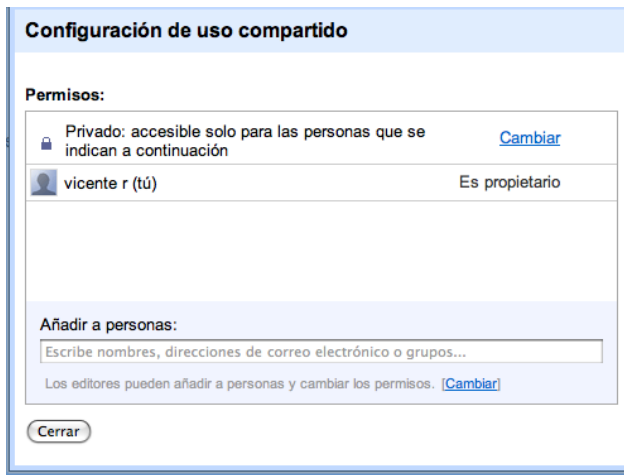 Configuración de uso compartido
Permisos:
Privado: accesible solo para las personas que se
indican a continuación
Cambiar
vicente r (tú)
Es propietario
Añadir a personas:
Escribe nombres, direcciones de correo electrónico o grupos...
Los editores pueden añadir a personas y cambiar los permisos. [Cambiar]
Cerrar